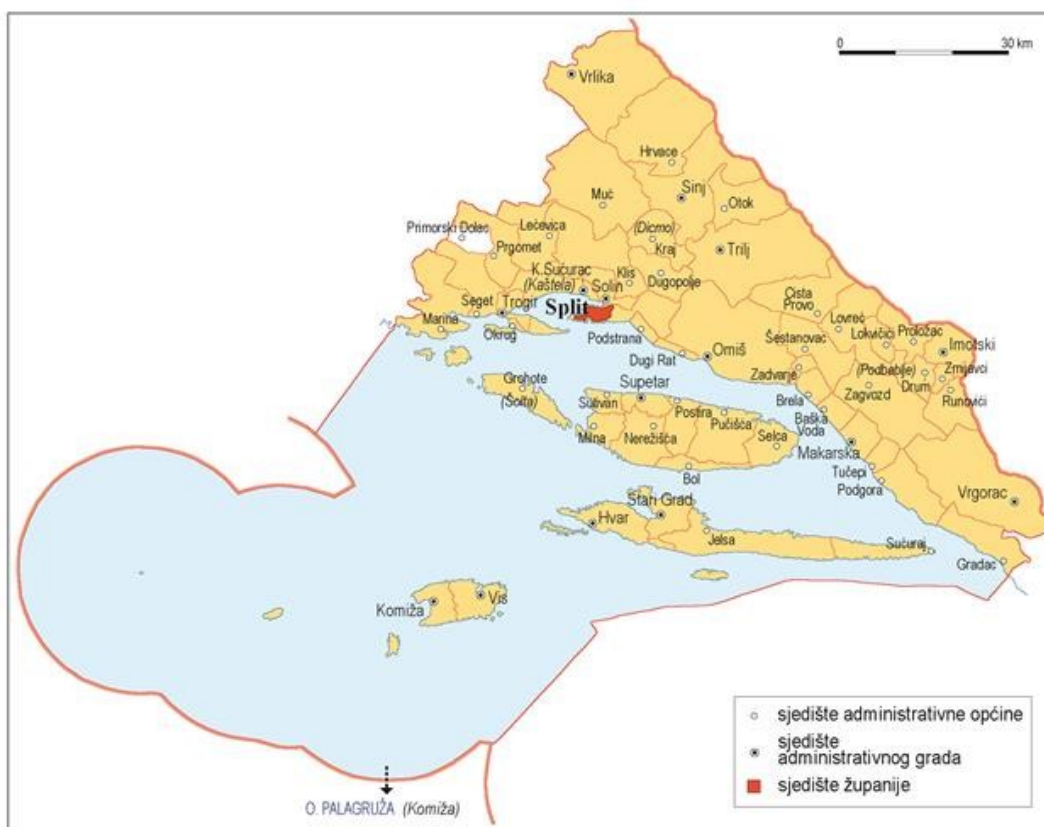 0 30 km
Vrlika
Hrvace
Sinj
Muč
Otok
Primorski Dolac
Lećevica
(Dicmo)
Kraj
Trilj
Prgomet
K.Sućurac
(Kaštela)
Klis
Solin
Dugopolje
Seget
Trogir
Split
Marina
Okrug
Podstrana
Cista
Provo
Lovreć
Lokvičići
Proložac
Imotski
Šestanovac
Dugi Rat
Omiš
Zadvarje
(Podbablje)
Zmijavci
Drum
Zagvozd
Runovići
Grohote
(Šolta)
Supetar
Sutivan
Postira
Pučišća
Milna
Nerežišća
Selca
Bol
Brela
Baška
Voda
Makarska
Tučepi
Podgora
Vrgorac
Stari Grad
Hvar
Jelsa
Sućuraj
Gradac
Komiža
Vis
sjedište administrativne općine
sjedište
administrativnog grada
sjedište županije
O. PALAGRUŽA (Komiža)